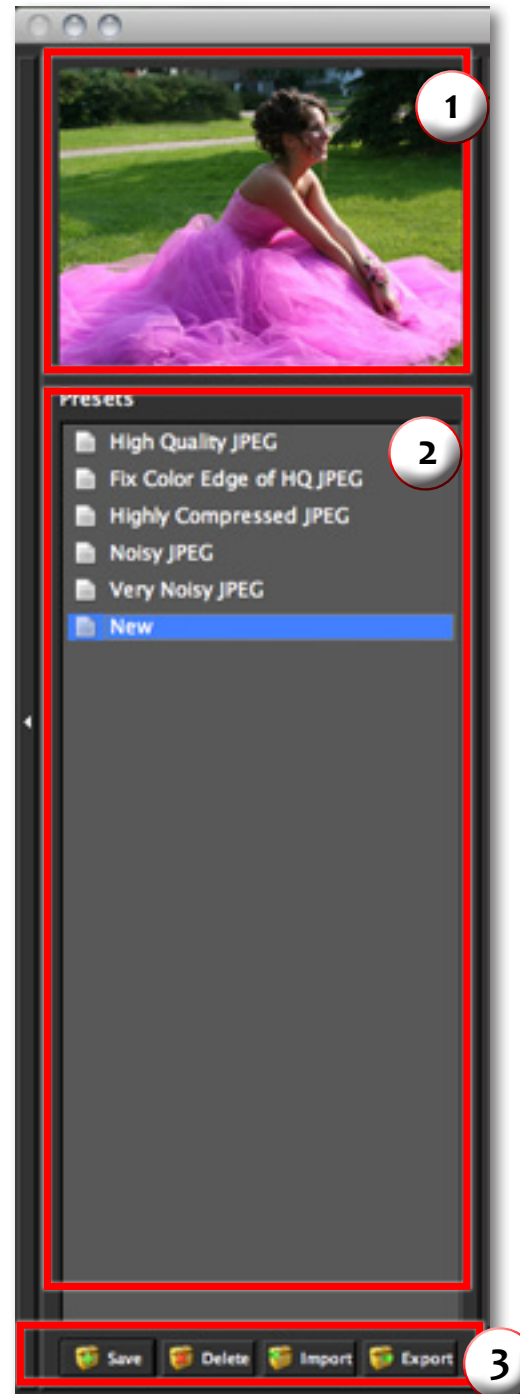 1
Presets
2
High Quality JPEG
Fix Color Edge of HQ JPEG
Highly Compressed JPEG
Noisy JPEG
Very Noisy JPEG
New
Save Delete Import Export
3